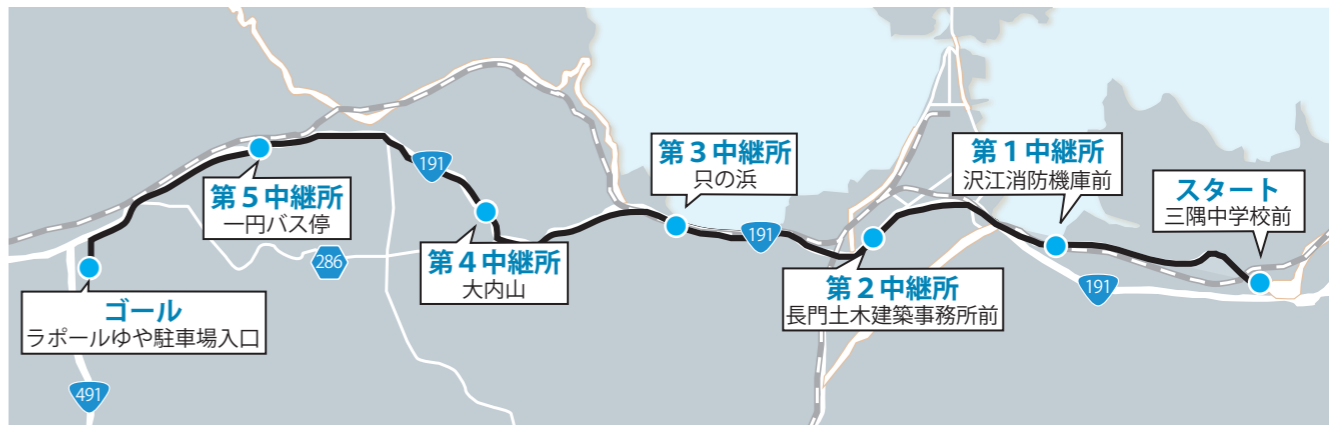 スタート
三隅中学校前
第1中継所
沢江消防機庫前
191
第2中継所
長門土木建築事務所前
191
第3中継所
只の浜
第4中継所
大内山
191
286
第5中継所
一円バス停
ゴール
ラポールゆや駐車場入口
491